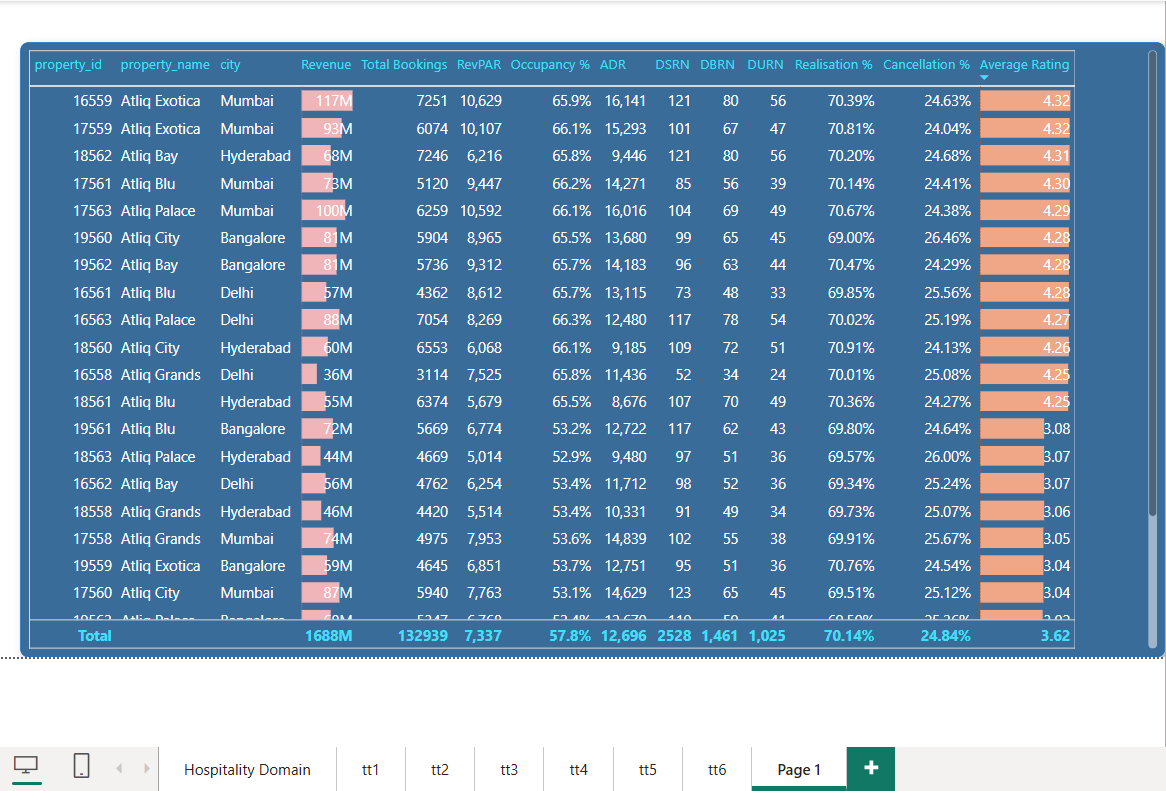 property_id property_name city Revenue Total Bookings RevPAR Occupancy % ADR DSRN DBRN DURN Realisation % Cancellation % Average Rating
16559 Atliq Exotica Mumbai 117M 7251 10,629 65.9% 16,141 121 80 56 70.39% 24.63% 4.32
17559 Atliq Exotica Mumbai 93M 6074 10,107 66.1% 15,293 101 67 47 70.81% 24.04% 4.32
18562 Atliq Bay Hyderabad 68M 7246 6,216 65.8% 9,446 121 80 56 70.20% 24.68% 4.31
17561 Atliq Blu Mumbai 73M 5120 9,447 66.2% 14,271 85 56 39 70.14% 24.41% 4.30
17563 Atliq Palace Mumbai 100M 6259 10,592 66.1% 16,016 104 69 49 70.67% 24.38% 4.29
19560 Atliq City Bangalore 81M 5904 8,965 65.5% 13,680 99 65 45 69.00% 26.46% 4.28
19562 Atliq Bay Bangalore 81M 5736 9,312 65.7% 14,183 96 63 44 70.47% 24.29% 4.28
16561 Atliq Blu Delhi 57M 4362 8,612 65.7% 13,115 73 48 33 69.85% 25.56% 4.28
16563 Atliq Palace Delhi 88M 7054 8,269 66.3% 12,480 117 78 54 70.02% 25.19% 4.27
18560 Atliq City Hyderabad 60M 6553 6,068 66.1% 9,185 109 72 51 70.91% 24.13% 4.26
16558 Atliq Grands Delhi 36M 3114 7,525 65.8% 11,436 52 34 24 70.01% 25.08% 4.25
18561 Atliq Blu Hyderabad 55M 6374 5,679 65.5% 8,676 107 70 49 70.36% 24.27% 4.25
19561 Atliq Blu Bangalore 72M 5669 6,774 53.2% 12,722 117 62 43 69.80% 24.64% 3.08
18563 Atliq Palace Hyderabad 44M 4669 5,014 52.9% 9,480 97 51 36 69.57% 26.00% 3.07
16562 Atliq Bay Delhi 56M 4762 6,254 53.4% 11,712 98 52 36 69.34% 25.24% 3.07
18558 Atliq Grands Hyderabad 46M 4420 5,514 53.4% 10,331 91 49 34 69.73% 25.07% 3.06
17558 Atliq Grands Mumbai 74M 4975 7,953 53.6% 14,839 102 55 38 69.91% 25.67% 3.05
19559 Atliq Exotica Bangalore 59M 4645 6,851 53.7% 12,751 95 51 36 70.76% 24.54% 3.04
17560 Atliq City Mumbai 87M 5940 7,763 53.1% 14,629 123 65 45 69.51% 25.12% 3.04
Total 1688M 132939 7,337 57.8% 12,696 2528 1,461 1,025 70.14% 24.84% 3.62
Hospitality Domain tt1 tt2 tt3 tt4 tt5 tt6 Page 1 +